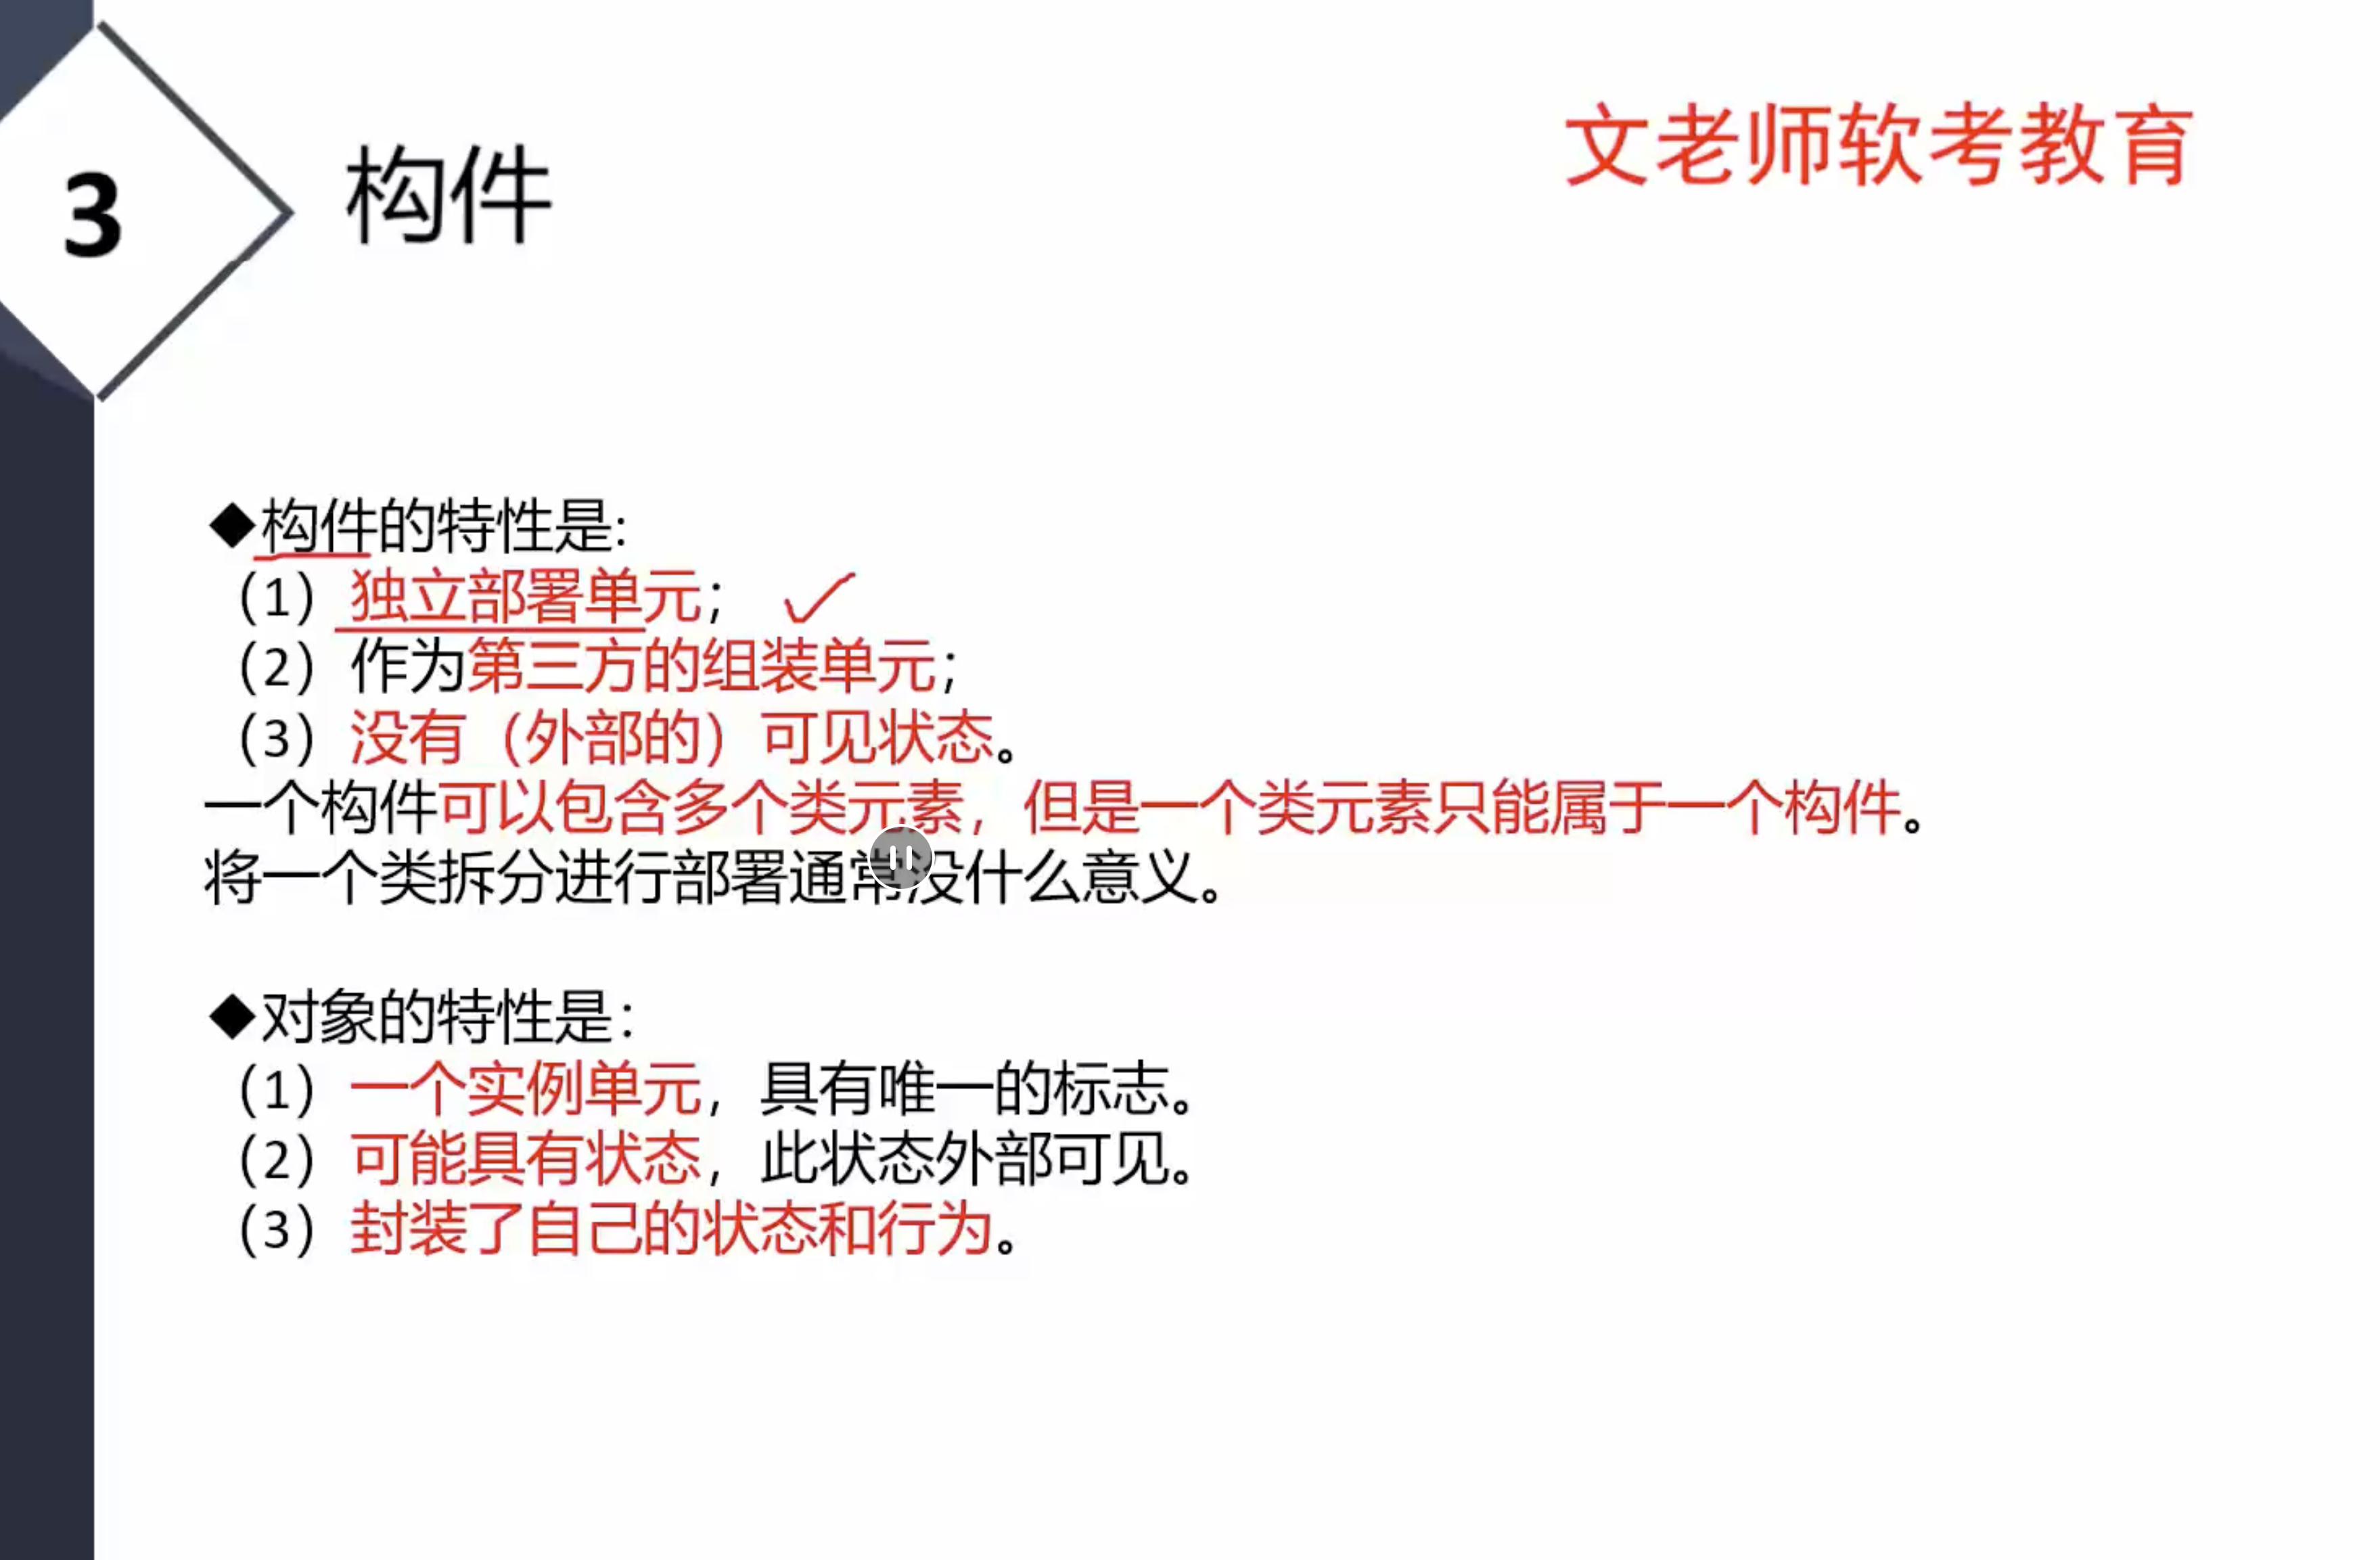 3
构件
文老师软考教育
◆构件的特性是:
（1）独立部署单元；
（2）作为第三方的组装单元；
（3）没有（外部的）可见状态。
一个构件可以包含多个类元素，但是一个类元素只能属于一个构件。
将一个类拆分进行部署通常没什么意义。
◆对象的特性是：
（1）一个实例单元，具有唯一的标志。
（2）可能具有状态，此状态外部可见。
（3）封装了自己的状态和行为。